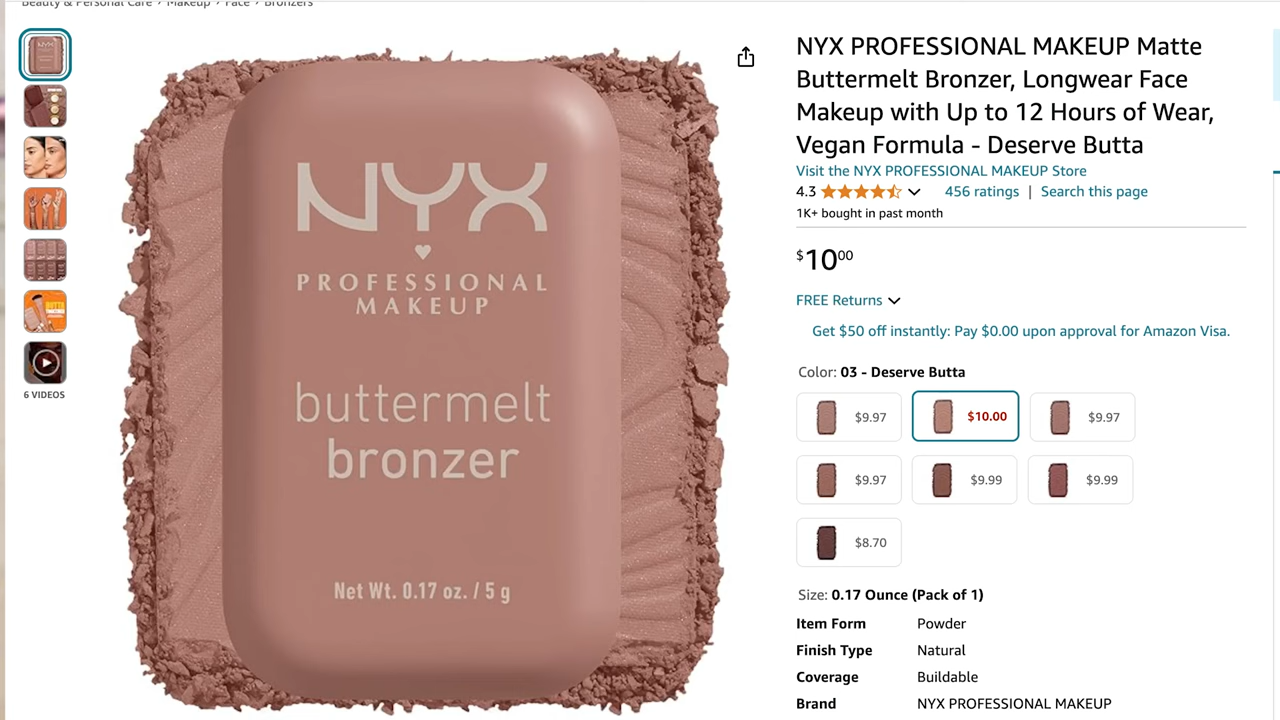 Beauty & Personal Care › Makeup › Face › Bronzers
NYX
PROFESSIONAL
MAKEUP
buttermelt
bronzer
Net Wt. 0.17 oz. / 5 g
6 VIDEOS
NYX PROFESSIONAL MAKEUP Matte
Buttermelt Bronzer, Longwear Face
Makeup with Up to 12 Hours of Wear,
Vegan Formula - Deserve Butta
Visit the NYX PROFESSIONAL MAKEUP Store
4.3 456 ratings | Search this page
1K+ bought in past month
$10.00
FREE Returns
Get $50 off instantly: Pay $0.00 upon approval for Amazon Visa.
Color: 03 - Deserve Butta
$9.97 $10.00 $9.97
$9.97 $9.99 $9.99
$8.70
Size: 0.17 Ounce (Pack of 1)
Item Form Powder
Finish Type Natural
Coverage Buildable
Brand NYX PROFESSIONAL MAKEUP